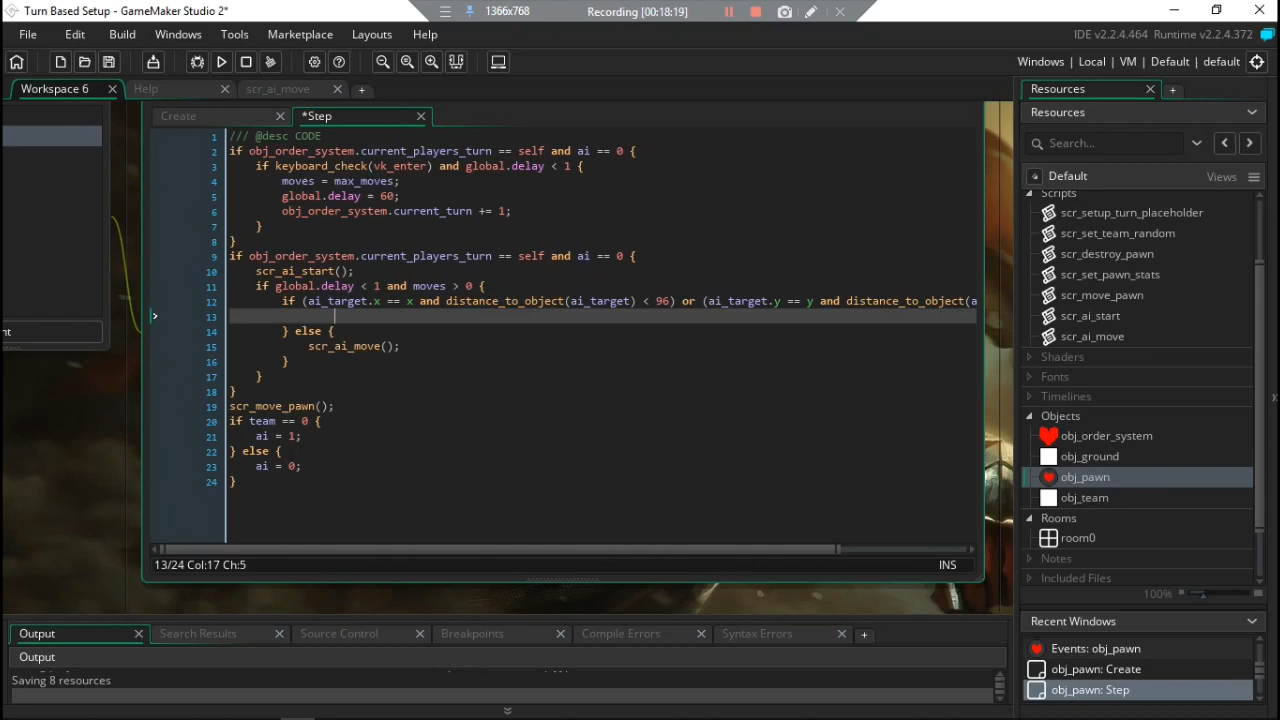 Turn Based Setup - GameMaker Studio 2*
1366x768
Recording [00:18:19]
File Edit Build Windows Tools Marketplace Layouts Help
IDE v2.2.4.464 Runtime v2.2.4.372
Windows | Local | VM | Default | default
Workspace 6
Help
scr_ai_move
Create
*Step
1 /// @desc CODE
2 if obj_order_system.current_players_turn == self and ai == 0 {
3 if keyboard_check(vk_enter) and global.delay < 1 {
4 moves = max_moves;
5 global.delay = 60;
6 obj_order_system.current_turn += 1;
7 }
8 }
9 if obj_order_system.current_players_turn == self and ai == 0 {
10 scr_ai_start();
11 if global.delay < 1 and moves > 0 {
12 if (ai_target.x == x and distance_to_object(ai_target) < 96) or (ai_target.y == y and distance_to_object(a
13
14 } else {
15 scr_ai_move();
16 }
17 }
18 }
19 scr_move_pawn();
20 if team == 0 {
21 ai = 1;
22 } else {
23 ai = 0;
24 }
nt
13/24 Col:17 Ch:5
INS
Output
Search Results
Source Control
Breakpoints
Compile Errors
Syntax Errors
Output
Saving 8 resources
Resources
Resources
Search...
Default
Views
Scripts
scr_setup_turn_placeholder
scr_set_team_random
scr_destroy_pawn
scr_set_pawn_stats
scr_move_pawn
scr_ai_start
scr_ai_move
Shaders
Fonts
Timelines
Objects
obj_order_system
obj_ground
obj_pawn
obj_team
Rooms
room0
Notes
Included Files
100%
Recent Windows
Events: obj_pawn
obj_pawn: Create
obj_pawn: Step